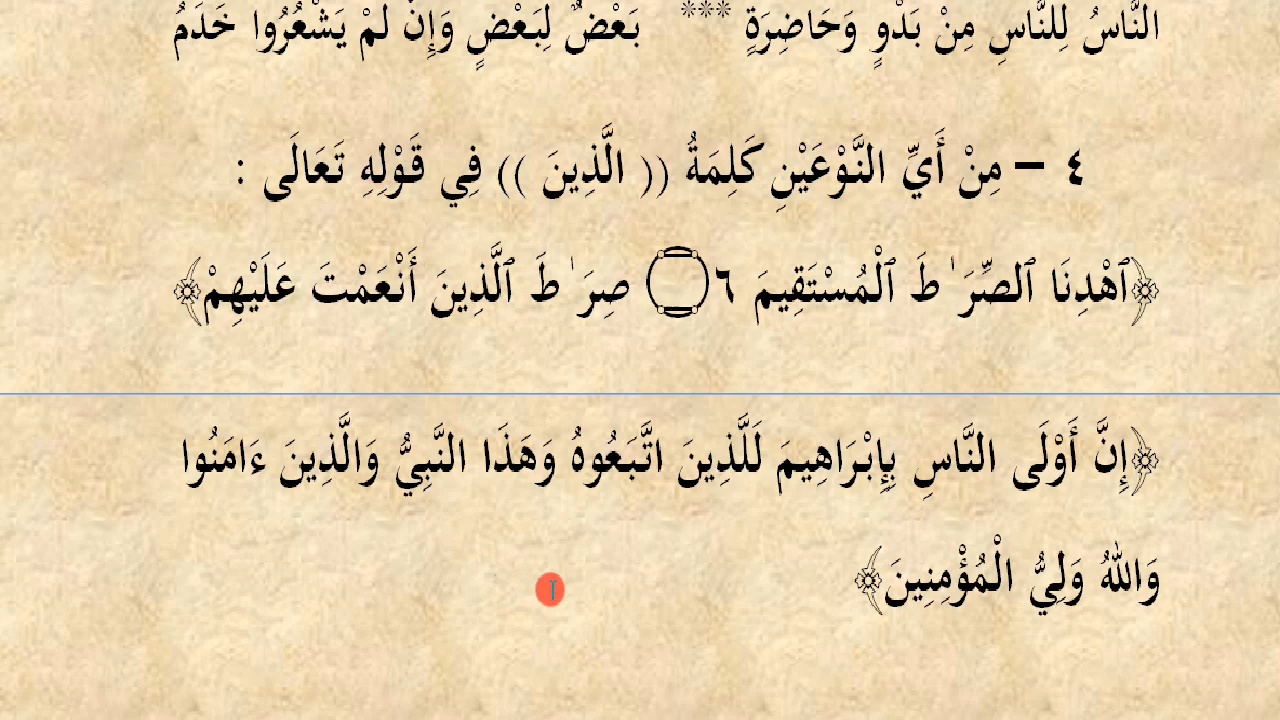 النَّاسُ لِلنَّاسِ مِنْ بَدْوٍ وَحَاضِرَةٍ *** بَعْضٌ لِبَعْضٍ وَإِنْ لَمْ يَشْعُرُوا خَدَمُ
٤ – مِنْ أَيِّ النَّوْعَيْنِ كَلِمَةُ (( الَّذِينَ )) فِي قَوْلِهِ تَعَالَى :
﴿ٱهْدِنَا ٱلصِّرَٰطَ ٱلْمُسْتَقِيمَ ۝٦ صِرَٰطَ ٱلَّذِينَ أَنْعَمْتَ عَلَيْهِمْ﴾
﴿إِنَّ أَوْلَى النَّاسِ بِإِبْرَاهِيمَ لَلَّذِينَ اتَّبَعُوهُ وَهَذَا النَّبِيُّ وَالَّذِينَ ءَامَنُوا
وَاللهُ وَلِيُّ الْمُؤْمِنِينَ﴾